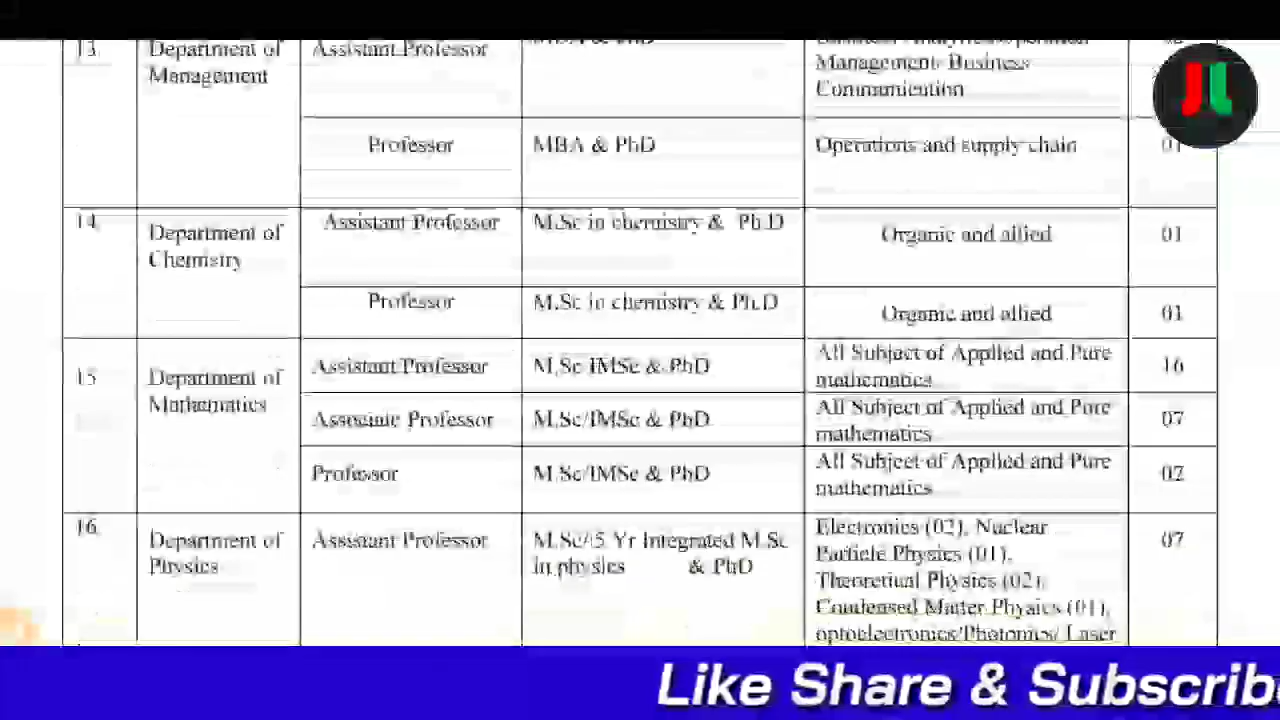 13.
Department of
Management
Assistant Professor
MBA & PhD
Management/ Business
Communication
Professor
MBA & PhD
Operations and supply chain
01
14.
Department of
Chemistry
Assistant Professor
M.Sc in chemistry & Ph.D
Organic and allied
01
Professor
M.Sc in chemistry & Ph.D
Organic and allied
01
15
Department of
Mathematics
Assistant Professor
M.Sc/IMSc & PhD
All Subject of Applied and Pure
mathematics
16
Associate Professor
M.Sc/IMSc & PhD
All Subject of Applied and Pure
mathematics
07
Professor
M.Sc/IMSc & PhD
All Subject of Applied and Pure
mathematics
02
16.
Department of
Physics
Assistant Professor
M.Sc/5 Yr Integrated M.Sc
in physics & PhD
Electronics (02), Nuclear
Particle Physics (01),
Theoretical Physics (02),
Condensed Matter Physics (01),
optoelectronics/Photonics/ Laser
07
Like Share & Subscrib